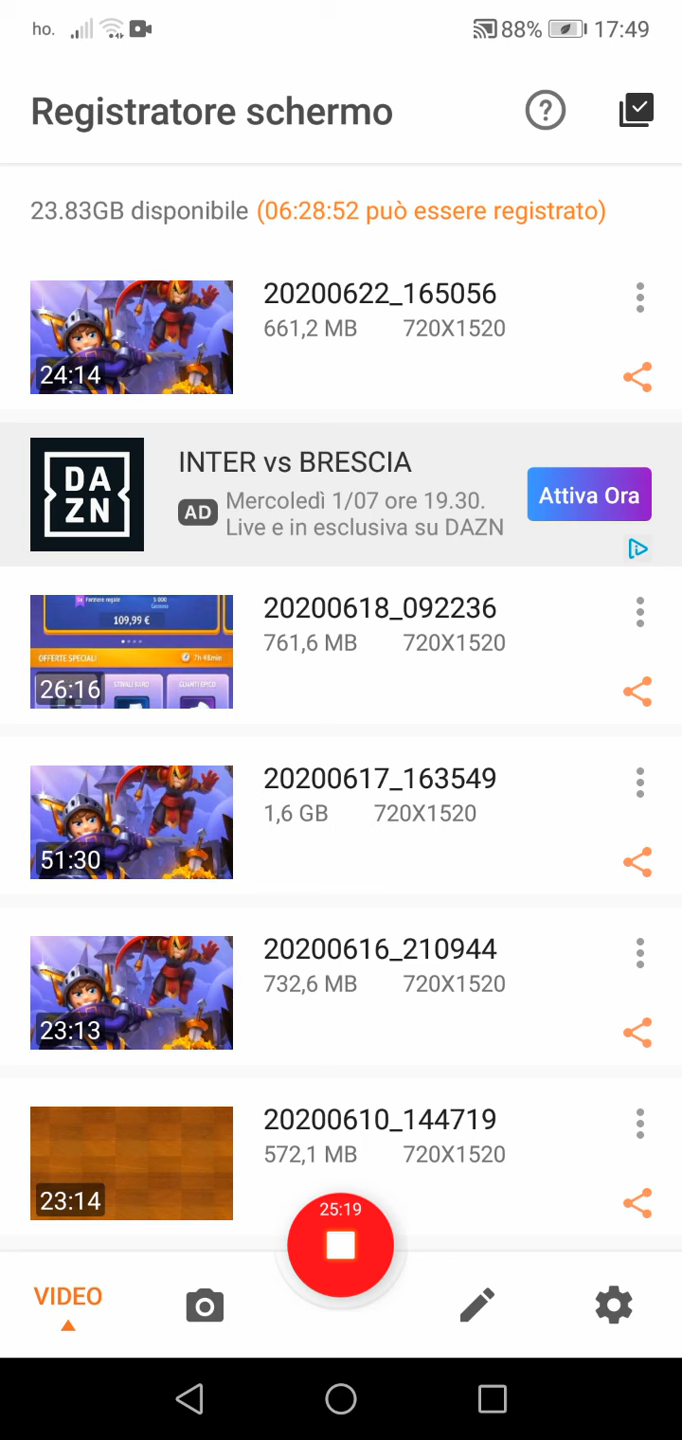 ho.
88%
17:49
Registratore schermo
23.83GB disponibile (06:28:52 può essere registrato)
24:14
20200622_165056
661,2 MB 720X1520
DA
ZN
INTER vs BRESCIA
AD
Mercoledì 1/07 ore 19.30.
Live e in esclusiva su DAZN
Attiva Ora
5 000
109,99 €
OFFERTE SPECIALI
7h 48min
26:16
20200618_092236
761,6 MB 720X1520
51:30
20200617_163549
1,6 GB 720X1520
23:13
20200616_210944
732,6 MB 720X1520
23:14
20200610_144719
572,1 MB 720X1520
25:19
VIDEO